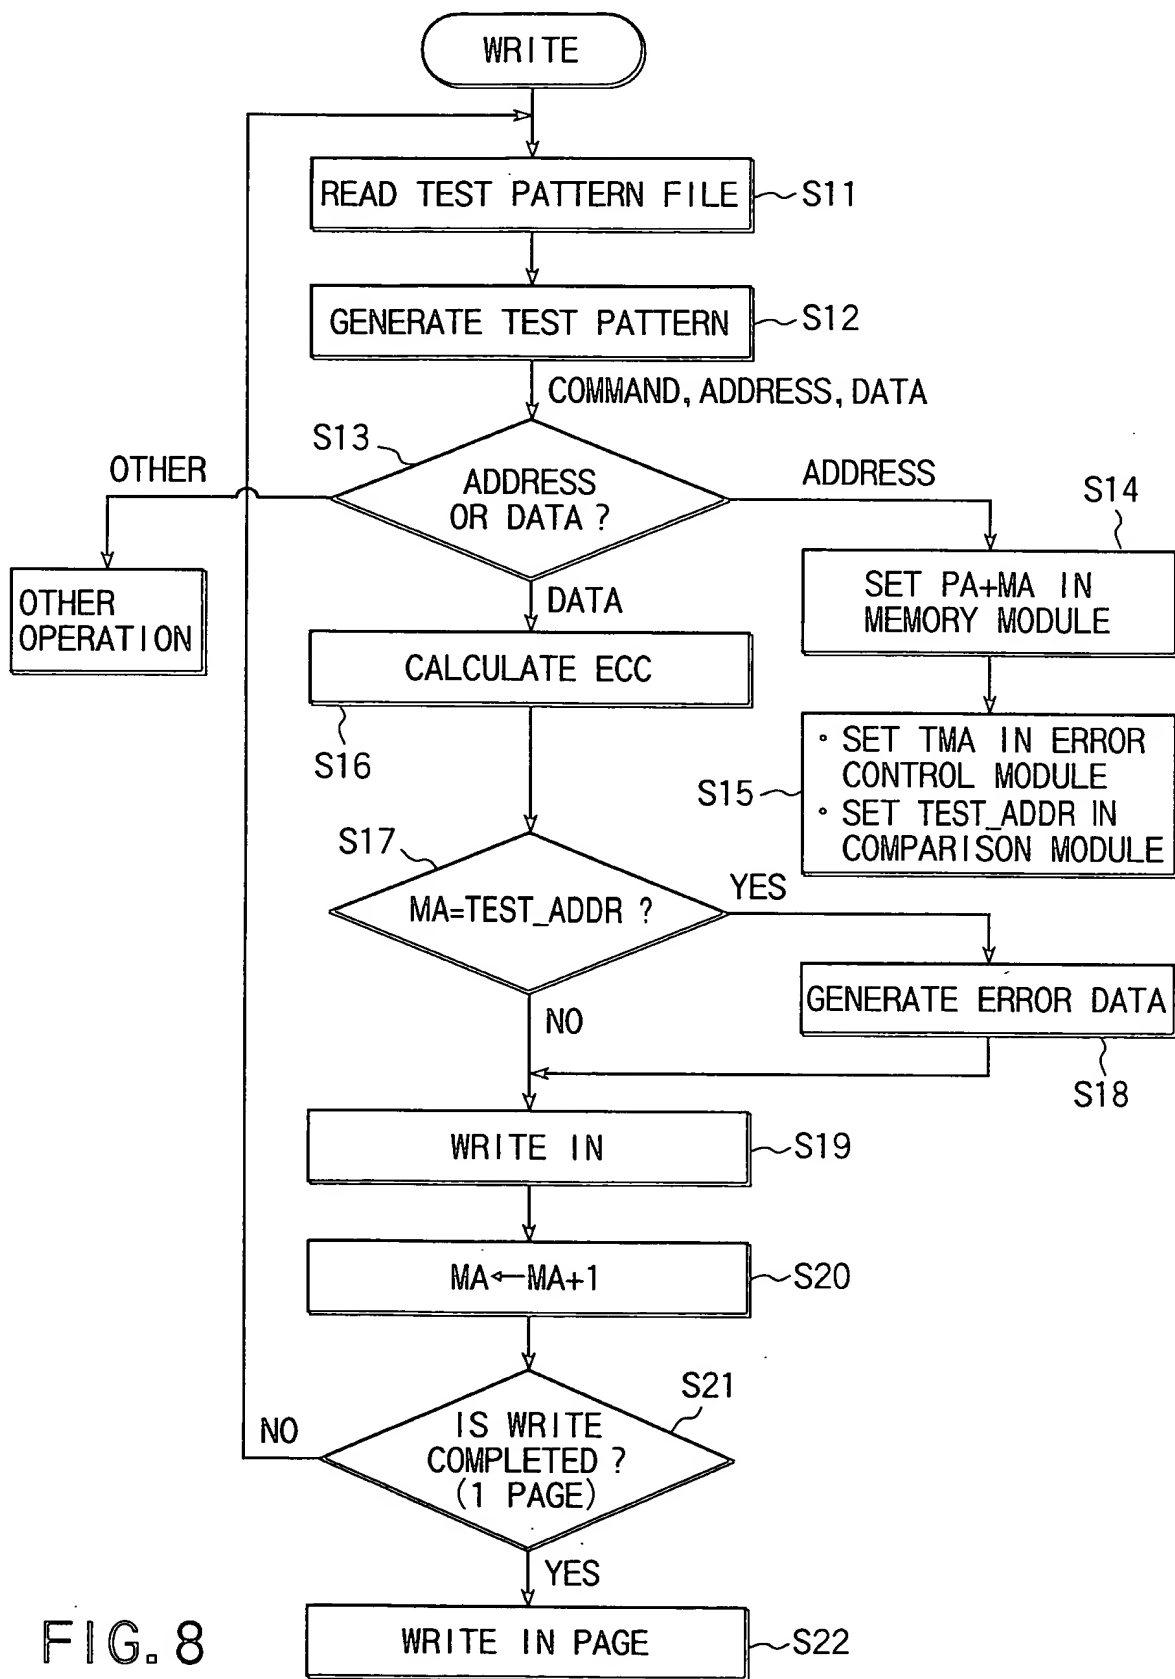 WRITE
READ TEST PATTERN FILE
S11
GENERATE TEST PATTERN
S12
COMMAND, ADDRESS, DATA
S13
OTHER
ADDRESS
OR DATA ?
ADDRESS
S14
OTHER
OPERATION
DATA
SET PA+MA IN
MEMORY MODULE
CALCULATE ECC
S16
S15
• SET TMA IN ERROR
CONTROL MODULE
• SET TEST_ADDR IN
COMPARISON MODULE
S17
MA=TEST_ADDR ?
YES
NO
GENERATE ERROR DATA
S18
WRITE IN
S19
MA←MA+1
S20
S21
IS WRITE
COMPLETED ?
(1 PAGE)
NO
YES
WRITE IN PAGE
S22
FIG. 8